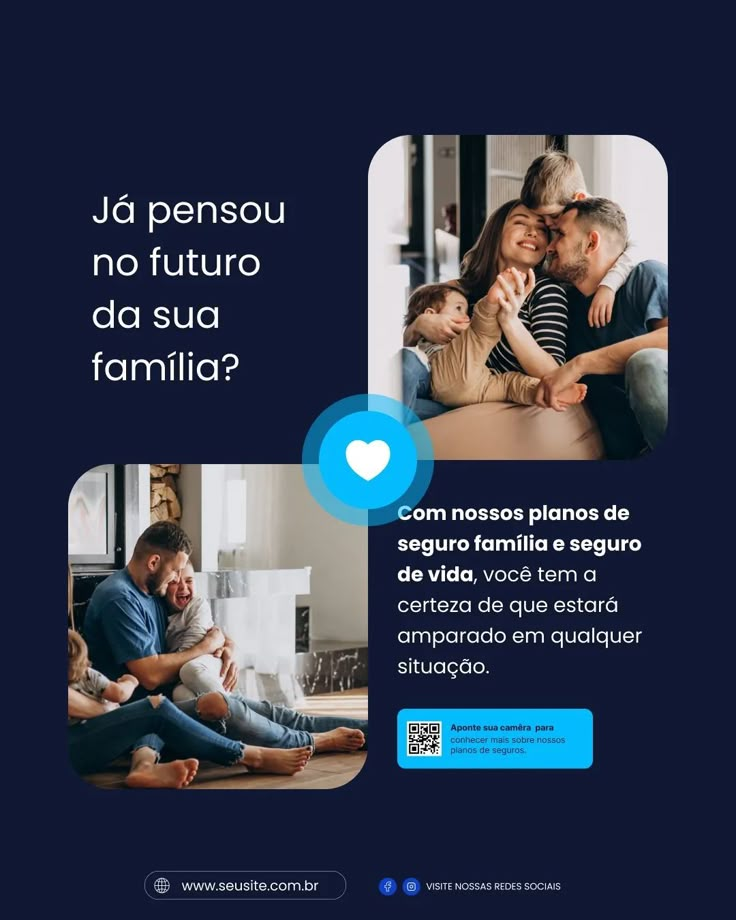 Já pensou
no futuro
da sua
família?
Com nossos planos de
seguro família e seguro
de vida, você tem a
certeza de que estará
amparado em qualquer
situação.
Aponte sua camêra para
conhecer mais sobre nossos
planos de seguros.
www.seusite.com.br
VISITE NOSSAS REDES SOCIAIS